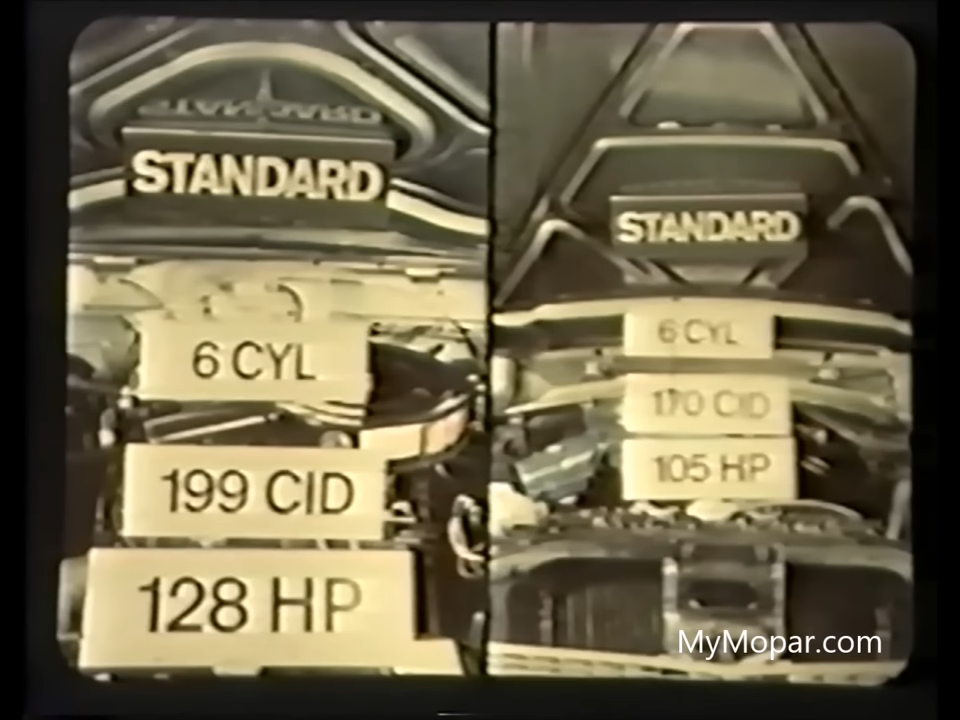 STANDARD
6 CYL
199 CID
128 HP
STANDARD
6 CYL
170 CID
105 HP
MyMopar.com